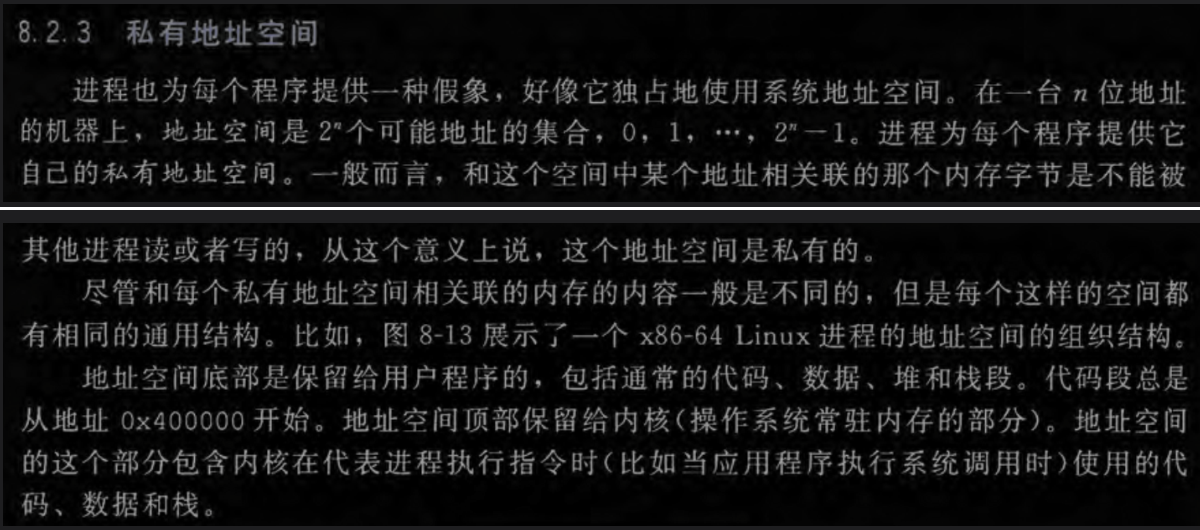 8.2.3 私有地址空间
进程也为每个程序提供一种假象，好像它独占地使用系统地址空间。在一台 n 位地址
的机器上，地址空间是 2ⁿ个可能地址的集合，0，1，…，2ⁿ－1。进程为每个程序提供它
自己的私有地址空间。一般而言，和这个空间中某个地址相关联的那个内存字节是不能被
其他进程读或者写的，从这个意义上说，这个地址空间是私有的。
尽管和每个私有地址空间相关联的内存的内容一般是不同的，但是每个这样的空间都
有相同的通用结构。比如，图 8-13 展示了一个 x86-64 Linux 进程的地址空间的组织结构。
地址空间底部是保留给用户程序的，包括通常的代码、数据、堆和栈段。代码段总是
从地址 0x400000 开始。地址空间顶部保留给内核(操作系统常驻内存的部分)。地址空间
的这个部分包含内核在代表进程执行指令时(比如当应用程序执行系统调用时)使用的代
码、数据和栈。